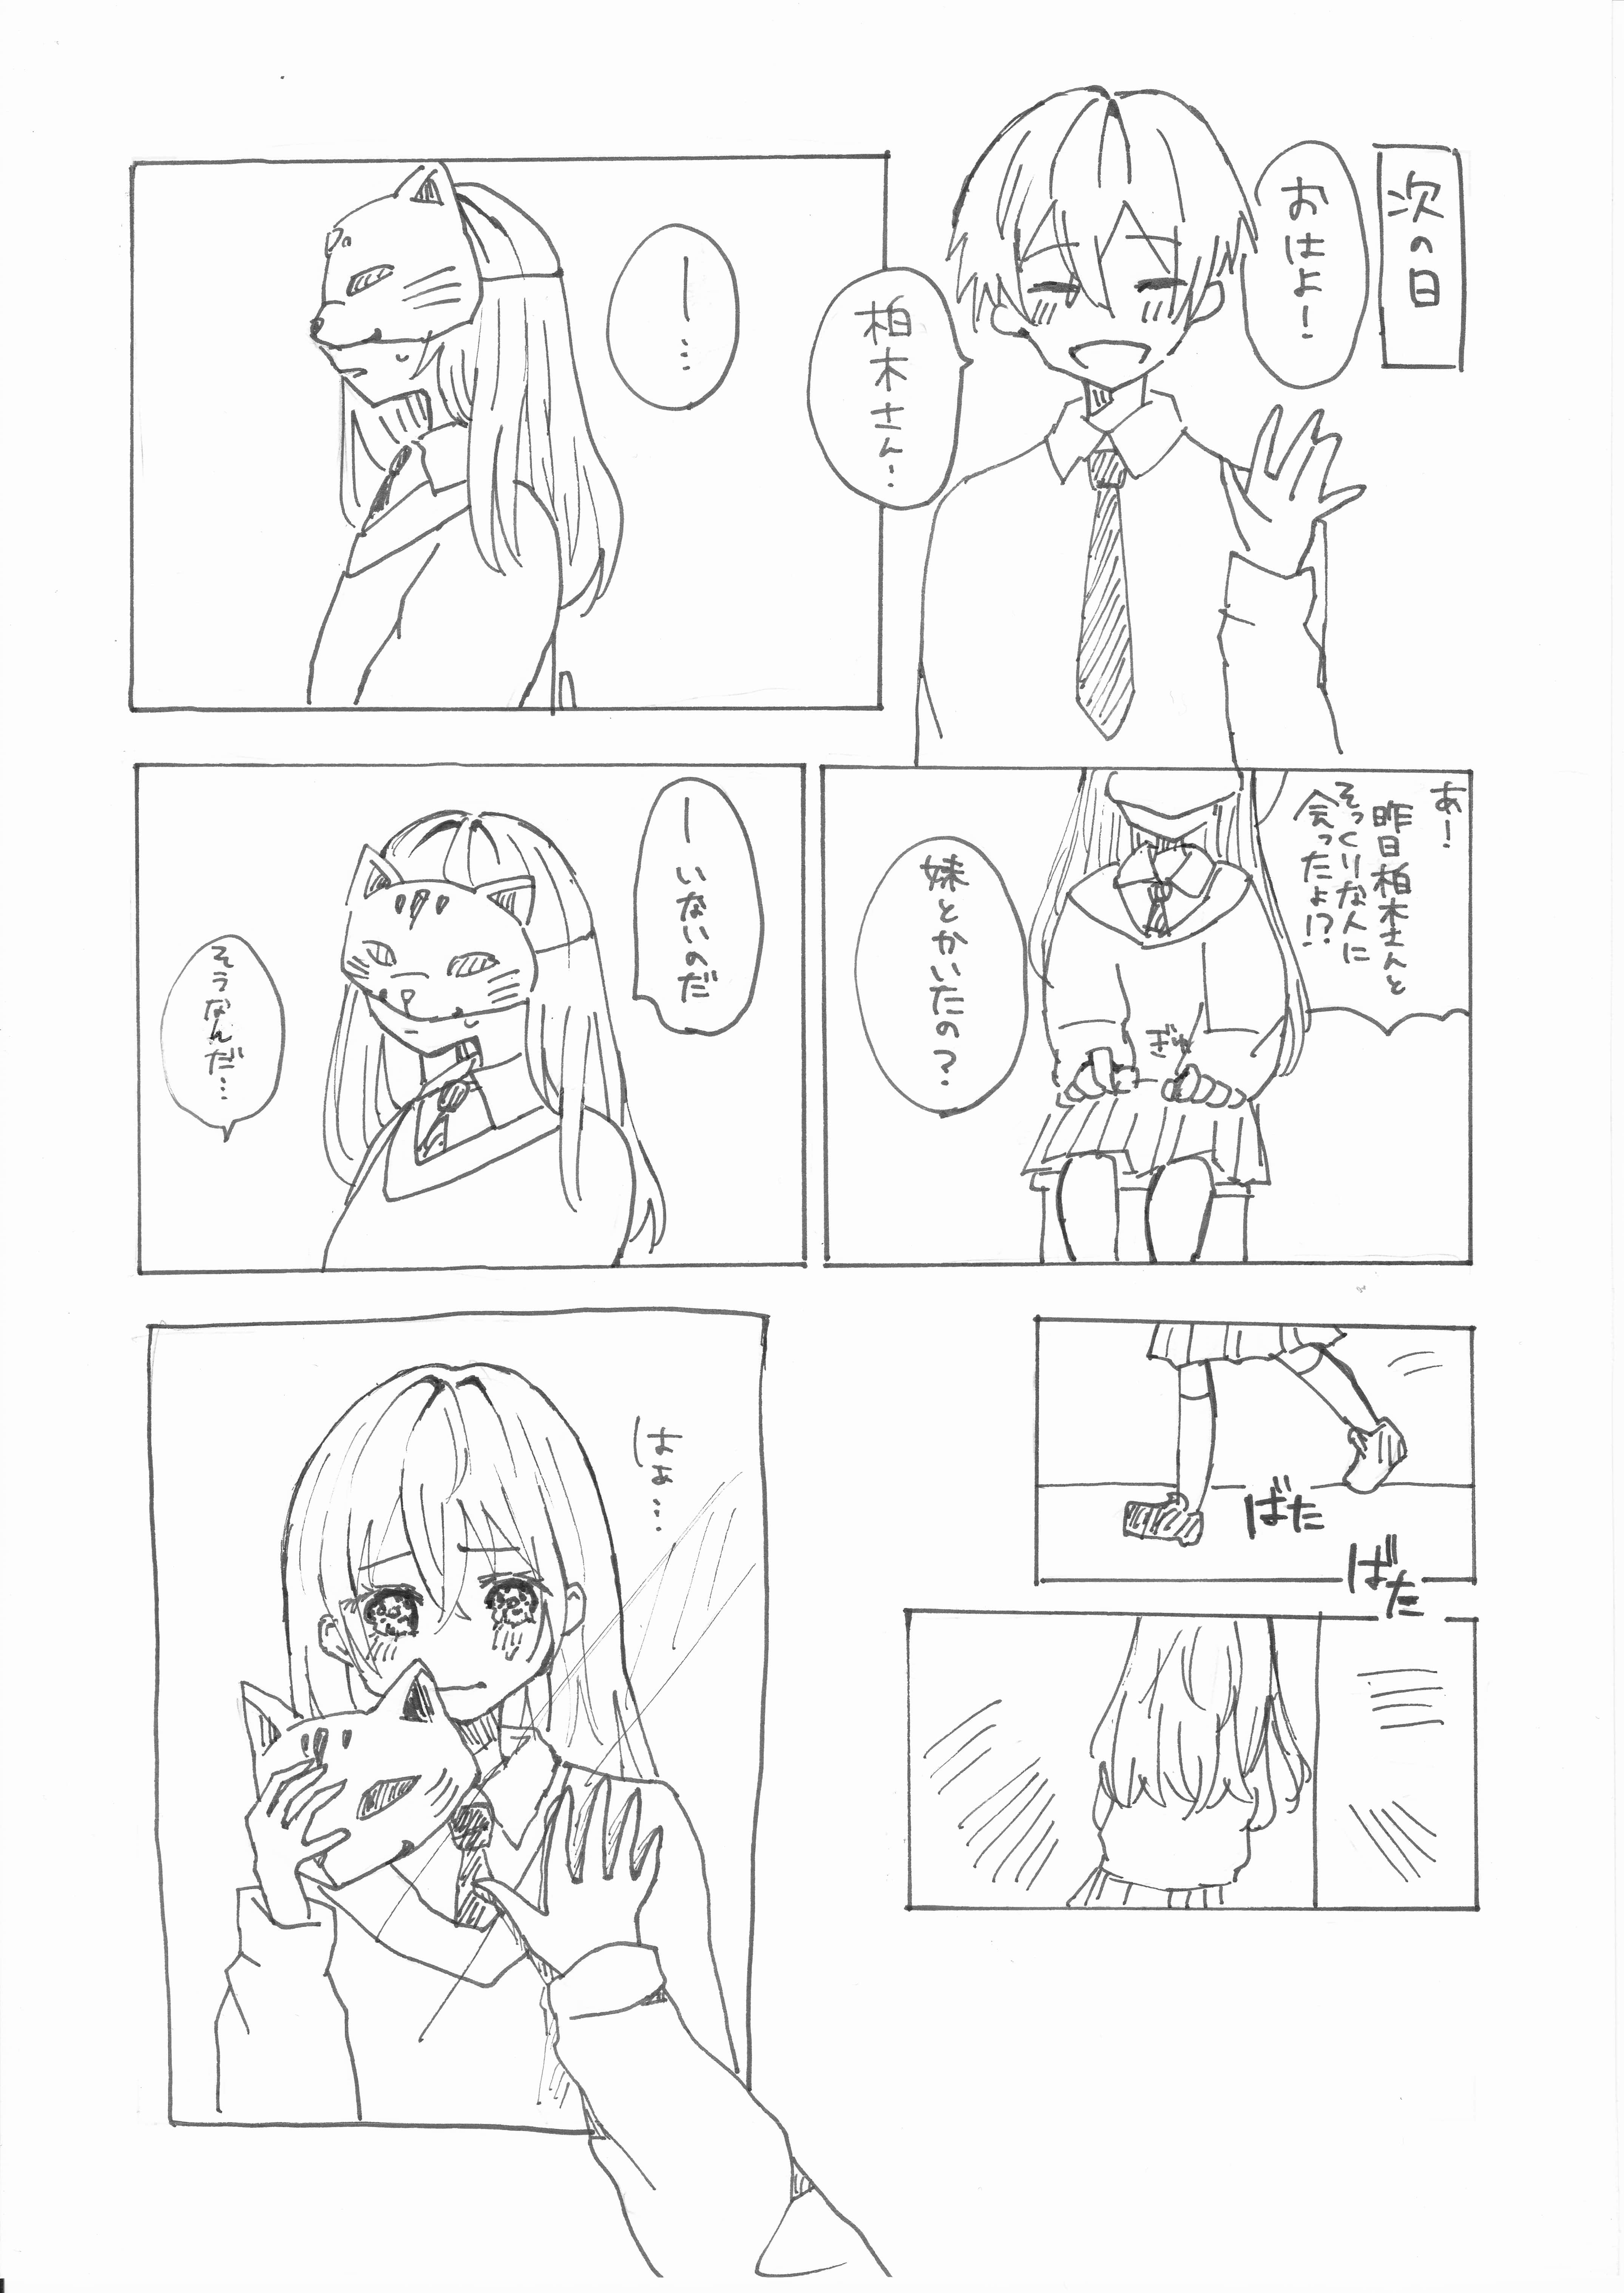 次の日
おはよ!
柏木さん!
ー…
あ!
昨日柏木さんと
そっくりな人に
会ったよ!?
妹とかいたの?
ぎゅ
ーいないのだ
そうなんだ…
ばた
ばた
はぁ…